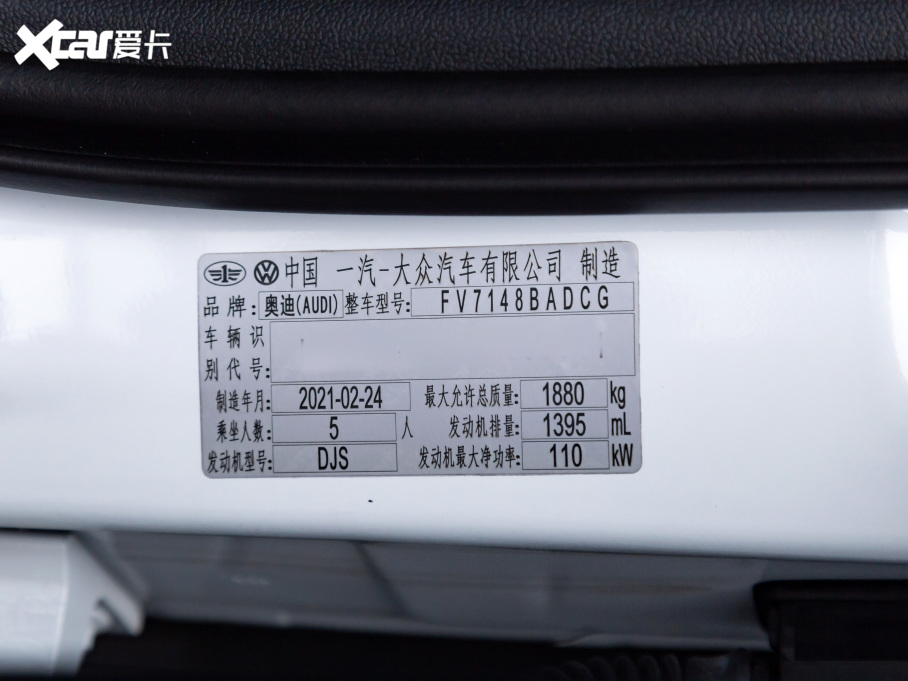 Xcar爱卡
中国 一汽-大众汽车有限公司 制造
品牌: 奥迪(AUDI) 整车型号: FV7148BADCG
车辆识
别代号:
制造年月: 2021-02-24 最大允许总质量: 1880 kg
乘坐人数: 5 人 发动机排量: 1395 mL
发动机型号: DJS 发动机最大净功率: 110 kW